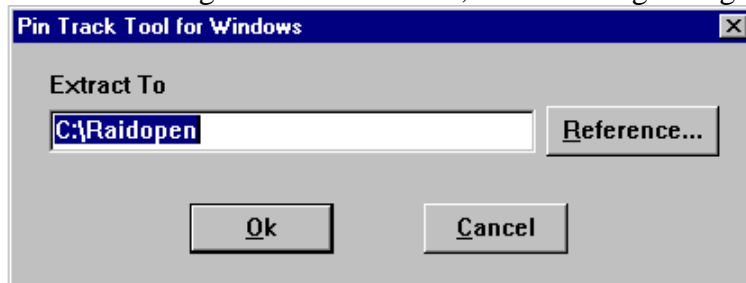 Pin Track Tool for Windows
Extract To
C:\Raidopen
Reference...
Ok
Cancel